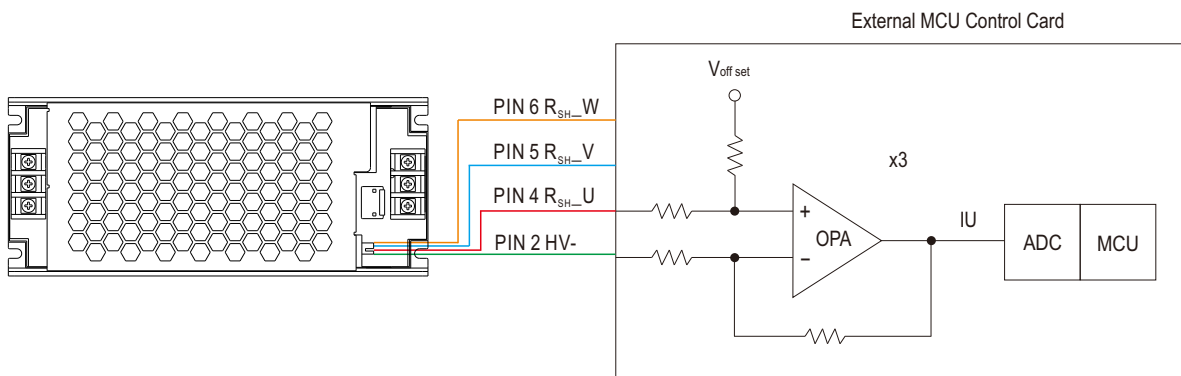 External MCU Control Card
Voff set
PIN 6 RSH_W
PIN 5 RSH_V
x3
PIN 4 RSH_U
+
OPA
IU
ADC
MCU
PIN 2 HV-
−